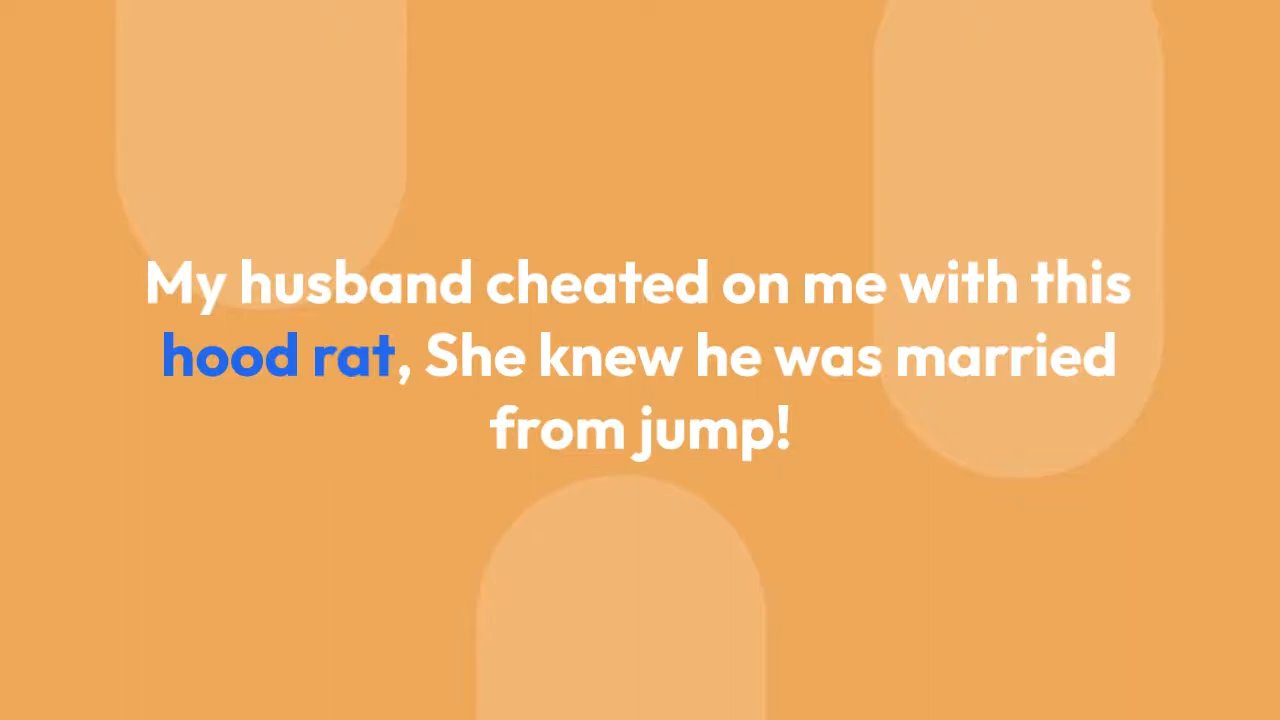 My husband cheated on me with this
hood rat, She knew he was married
from jump!